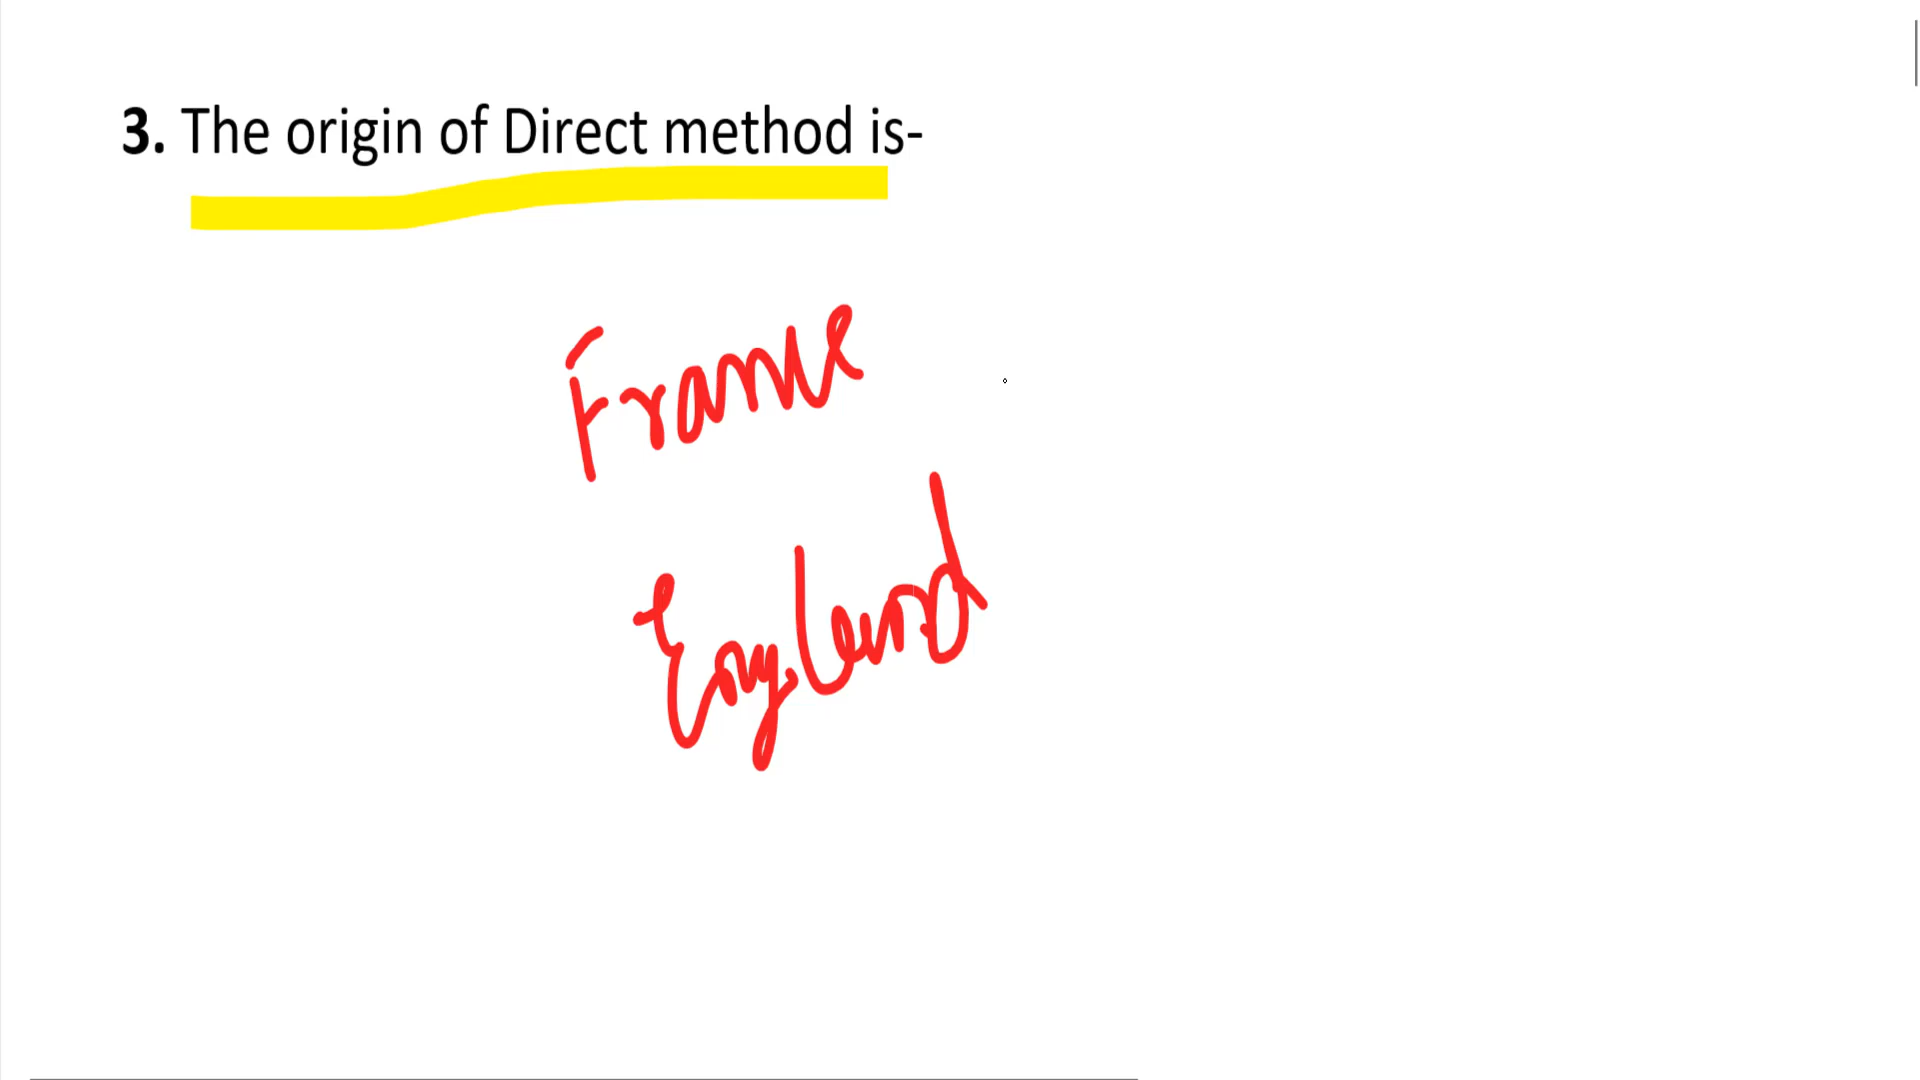 3. The origin of Direct method is-
France
England